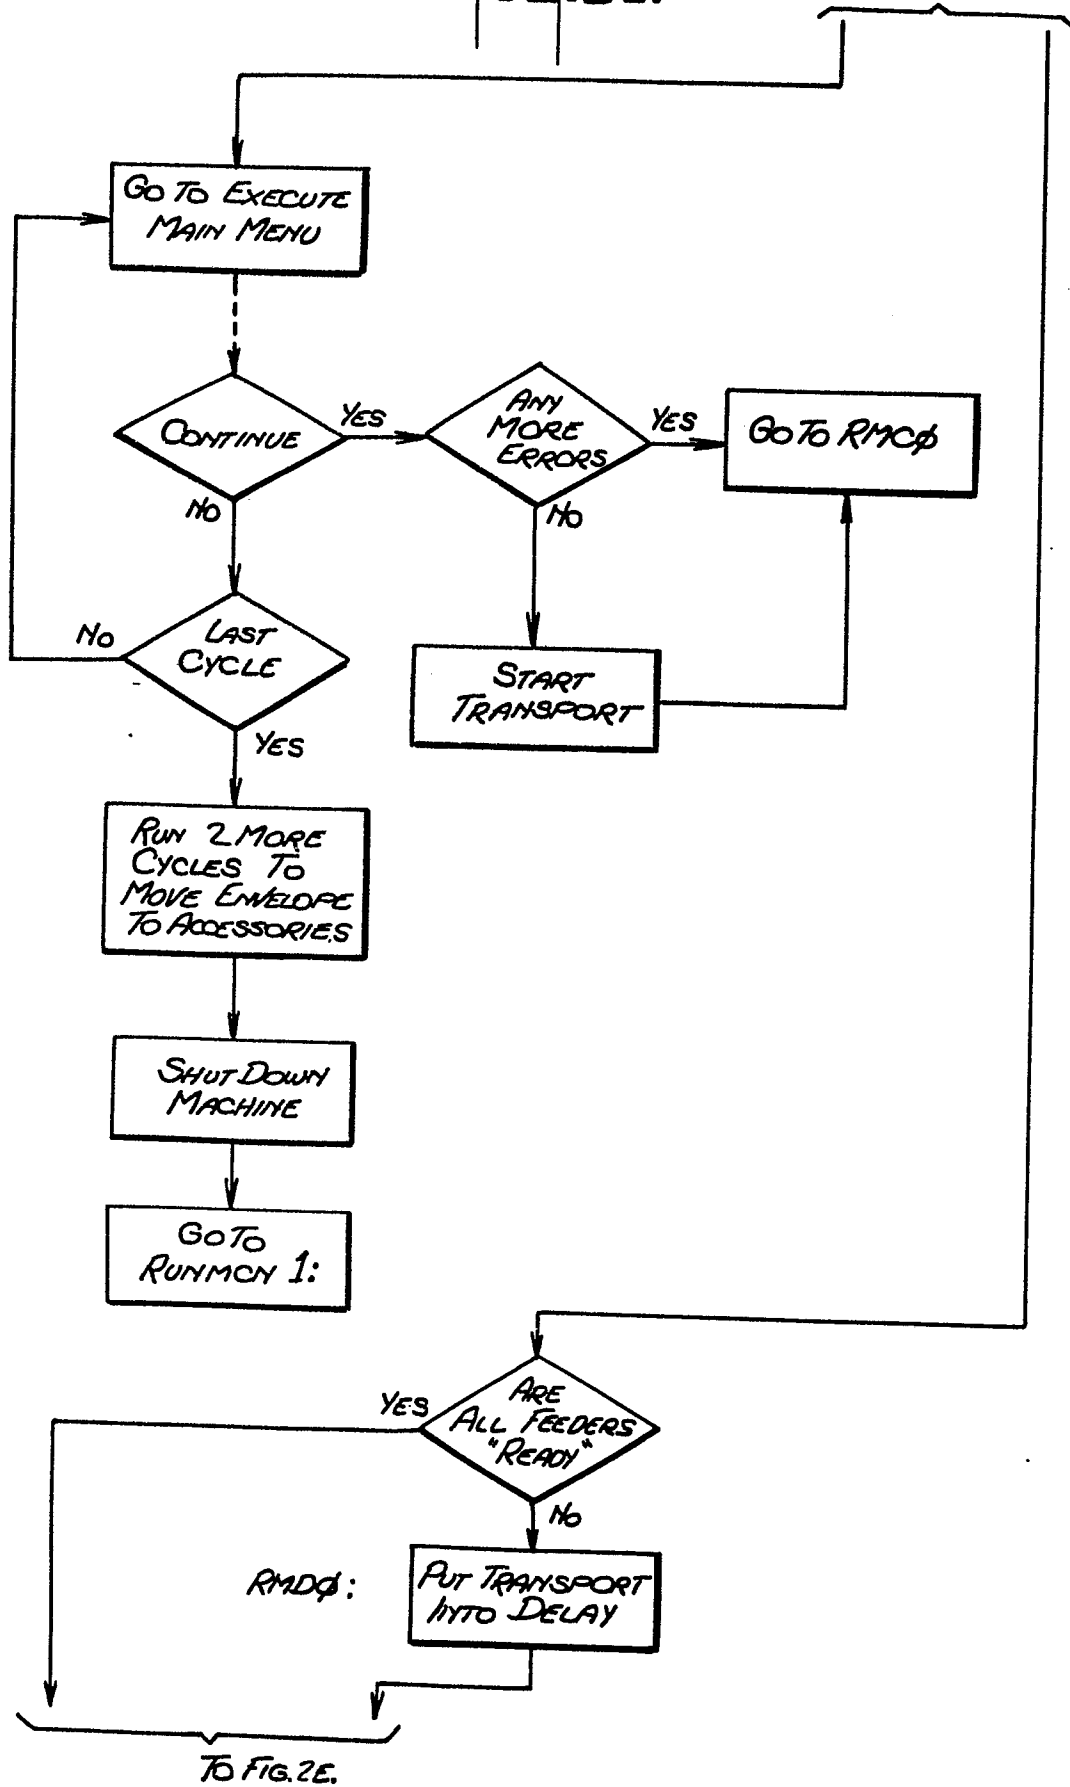 GO TO EXECUTE
MAIN MENU
CONTINUE
YES
ANY
MORE
ERRORS
YES
GO TO RMCØ
NO
NO
NO
LAST
CYCLE
START
TRANSPORT
YES
RUN 2 MORE
CYCLES TO
MOVE ENVELOPE
TO ACCESSORIES
SHUT DOWN
MACHINE
GO TO
RUNMCN 1:
YES
ARE
ALL FEEDERS
"READY"
NO
RMDØ:
PUT TRANSPORT
INTO DELAY
TO FIG. 2E.